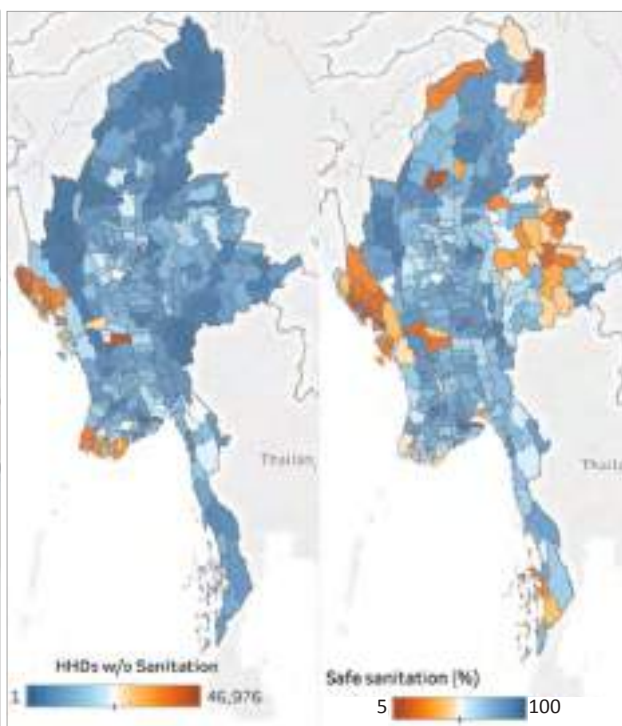 Thailan
Thaila
HHDs w/o Sanitation
1 46,976
Safe sanitation (%)
5 100